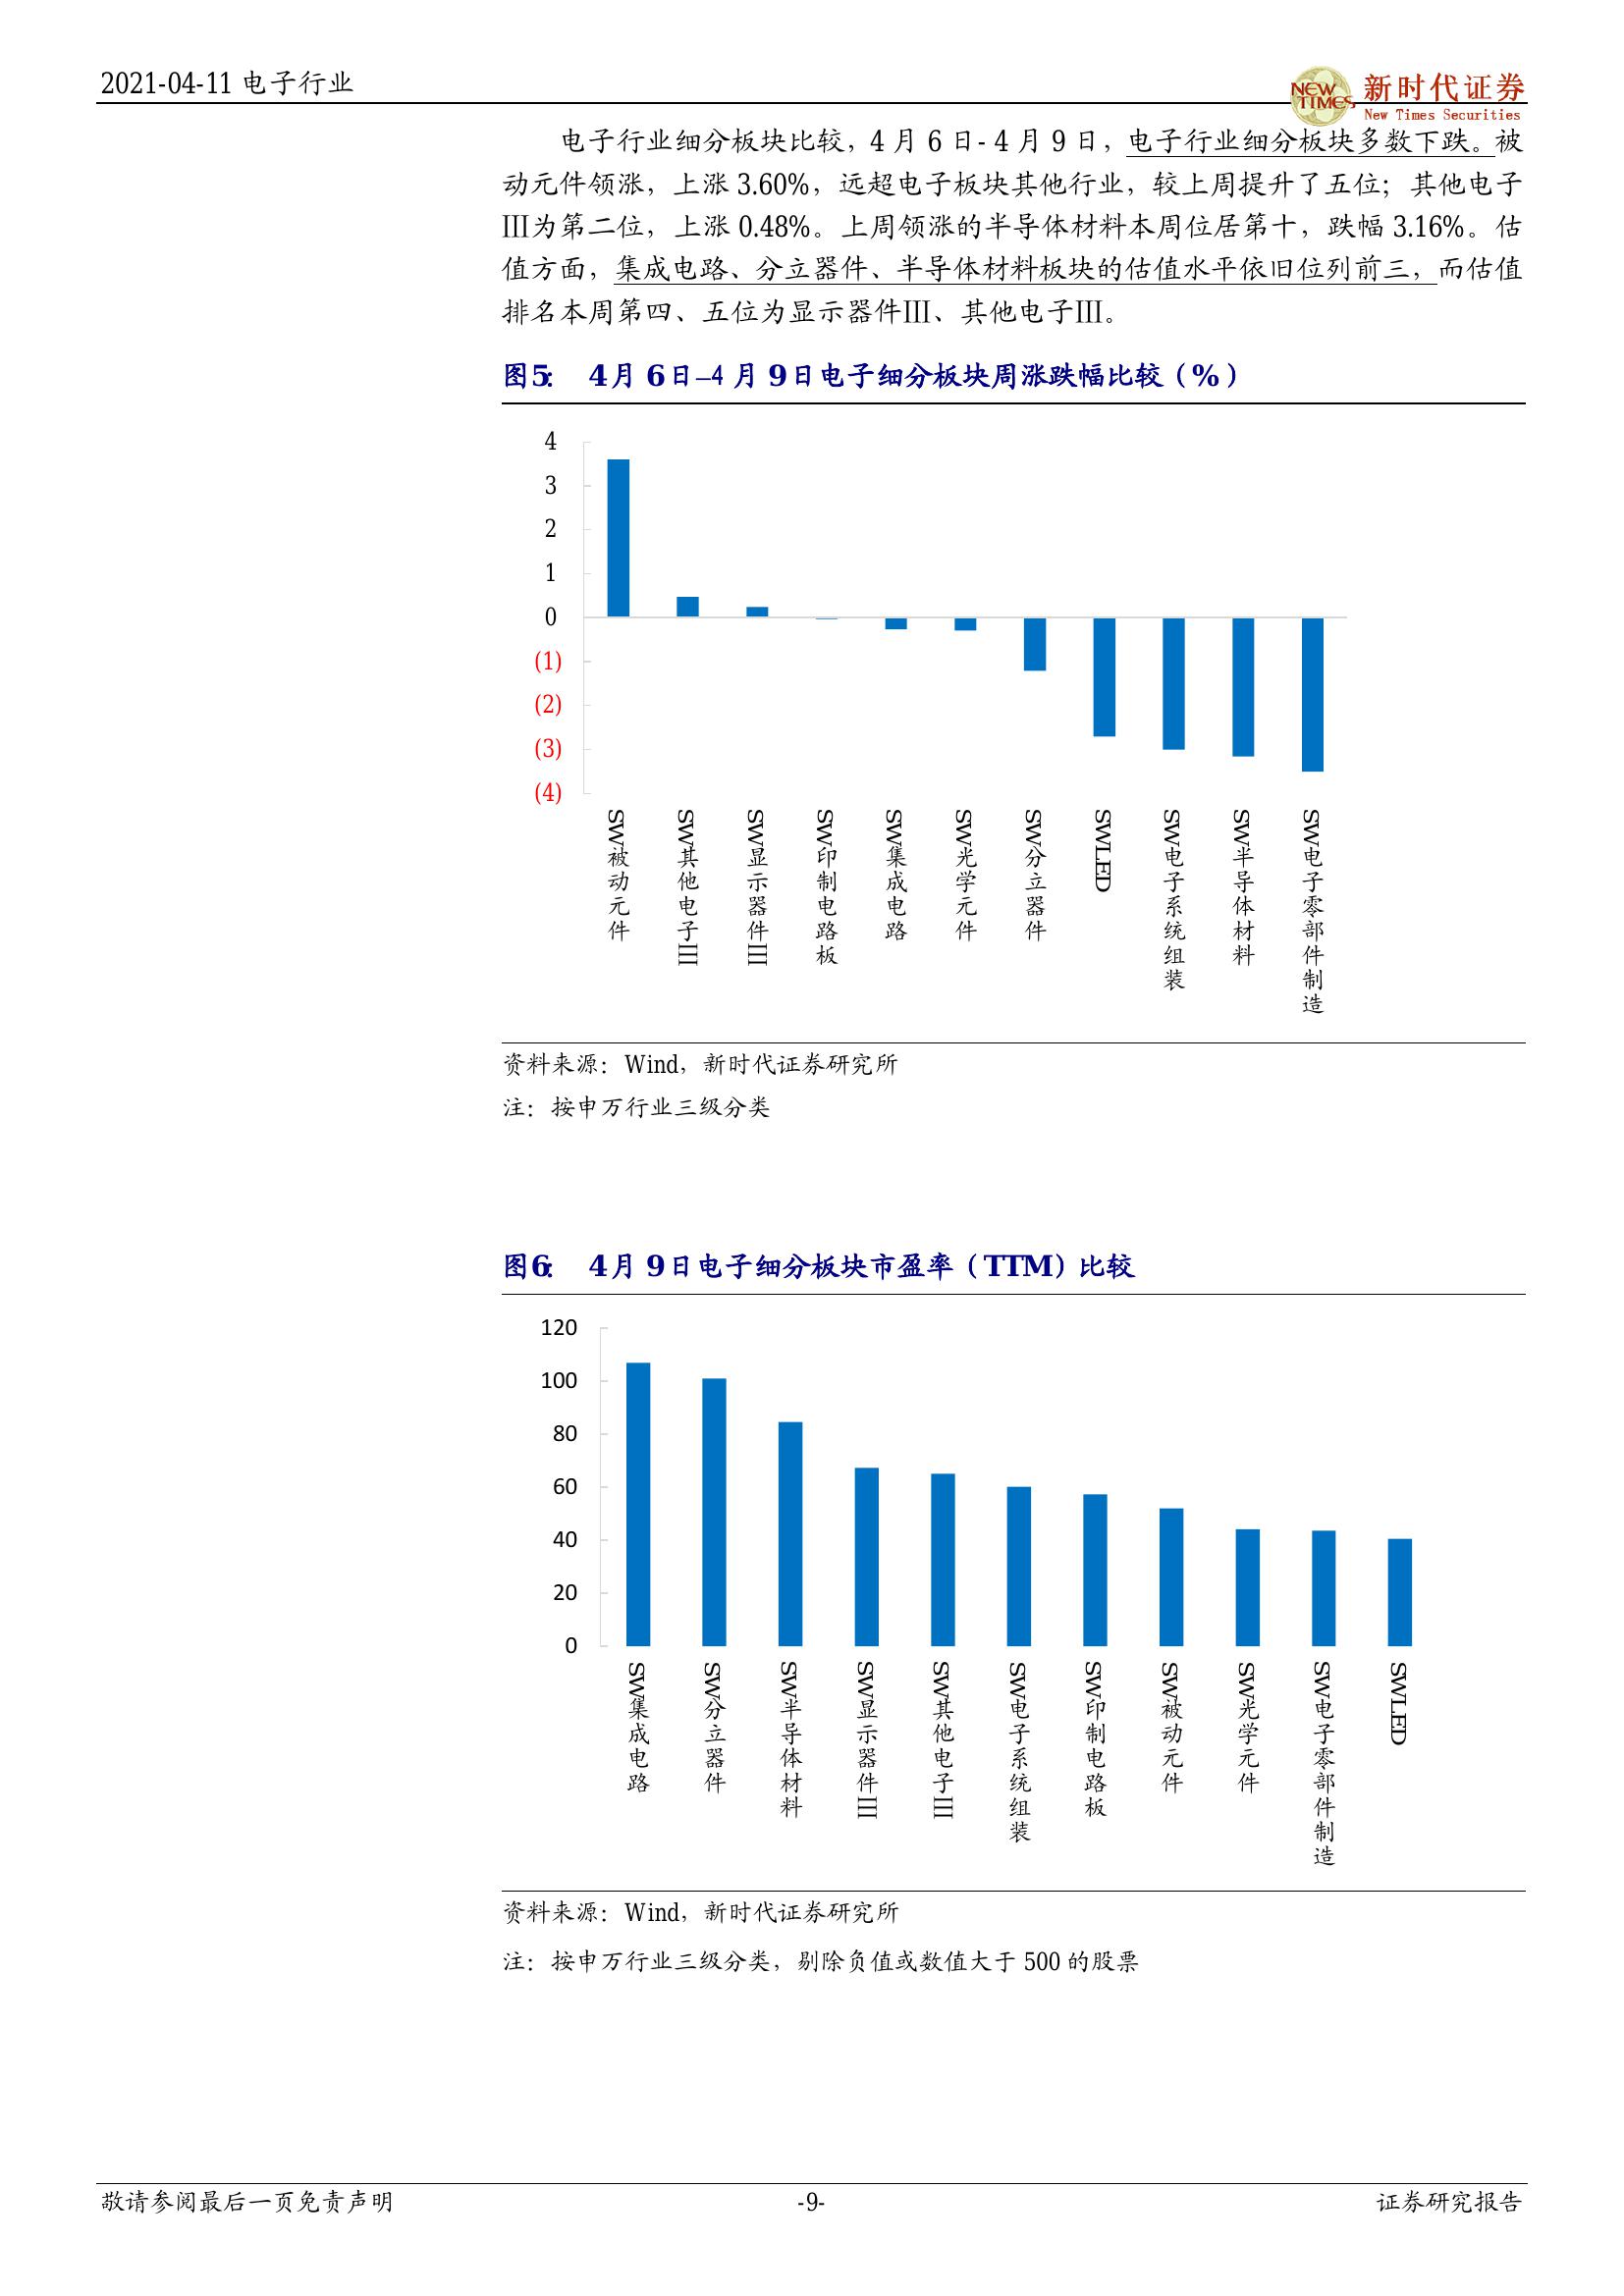 2021-04-11 电子行业
新时代证券
NEW
TIMES
New Times Securities
电子行业细分板块比较，4 月 6 日- 4 月 9 日，电子行业细分板块多数下跌。被
动元件领涨，上涨 3.60%，远超电子板块其他行业，较上周提升了五位；其他电子
Ⅲ为第二位，上涨 0.48%。上周领涨的半导体材料本周位居第十，跌幅 3.16%。估
值方面，集成电路、分立器件、半导体材料板块的估值水平依旧位列前三，而估值
排名本周第四、五位为显示器件Ⅲ、其他电子Ⅲ。
图5: 4月 6日–4 月 9日电子细分板块周涨跌幅比较（%）
4
3
2
1
0
(1)
(2)
(3)
(4)
SW被动元件
SW其他电子Ⅲ
SW显示器件Ⅲ
SW印制电路板
SW集成电路
SW光学元件
SW分立器件
SWLED
SW电子系统组装
SW半导体材料
SW电子零部件制造
资料来源：Wind，新时代证券研究所
注：按申万行业三级分类
图6: 4月 9日电子细分板块市盈率（TTM）比较
120
100
80
60
40
20
0
SW集成电路
SW分立器件
SW半导体材料
SW显示器件Ⅲ
SW其他电子Ⅲ
SW电子系统组装
SW印制电路板
SW被动元件
SW光学元件
SW电子零部件制造
SWLED
资料来源：Wind，新时代证券研究所
注：按申万行业三级分类，剔除负值或数值大于 500 的股票
敬请参阅最后一页免责声明
-9-
证券研究报告